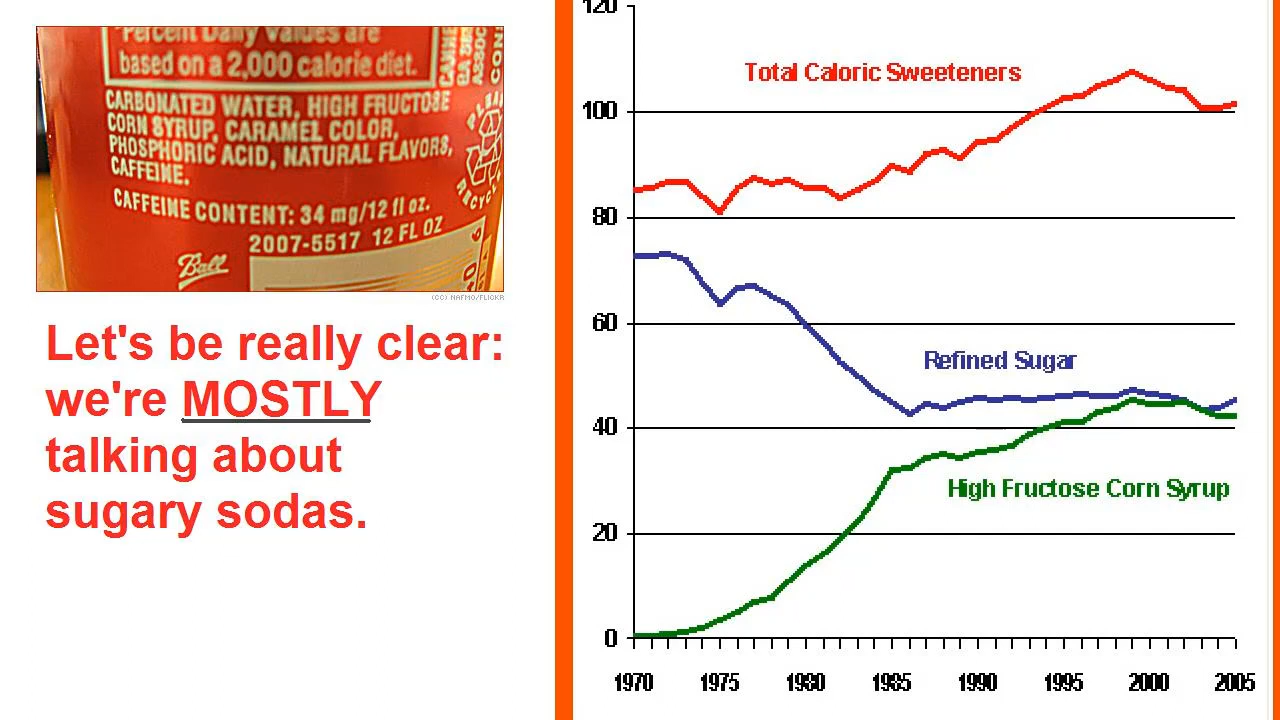 Percent Daily Values are
based on a 2,000 calorie diet.
CARBONATED WATER, HIGH FRUCTOSE
CORN SYRUP, CARAMEL COLOR,
PHOSPHORIC ACID, NATURAL FLAVORS,
CAFFEINE.
CAFFEINE CONTENT: 34 mg/12 fl oz.
2007-5517 12 FL OZ
Ball
RECYCLE
(CC) NAFMO/FLICKR
Let's be really clear:
we're MOSTLY
talking about
sugary sodas.
120
100
80
60
40
20
0
Total Caloric Sweeteners
Refined Sugar
High Fructose Corn Syrup
1970 1975 1980 1985 1990 1995 2000 2005